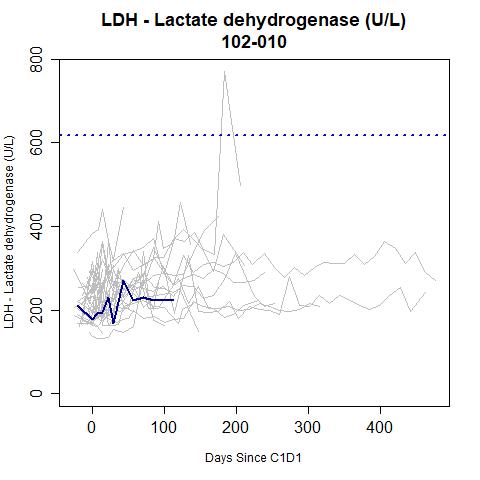 LDH - Lactate dehydrogenase (U/L)
102-010
LDH - Lactate dehydrogenase (U/L)
800
600
400
200
0
0 100 200 300 400
Days Since C1D1